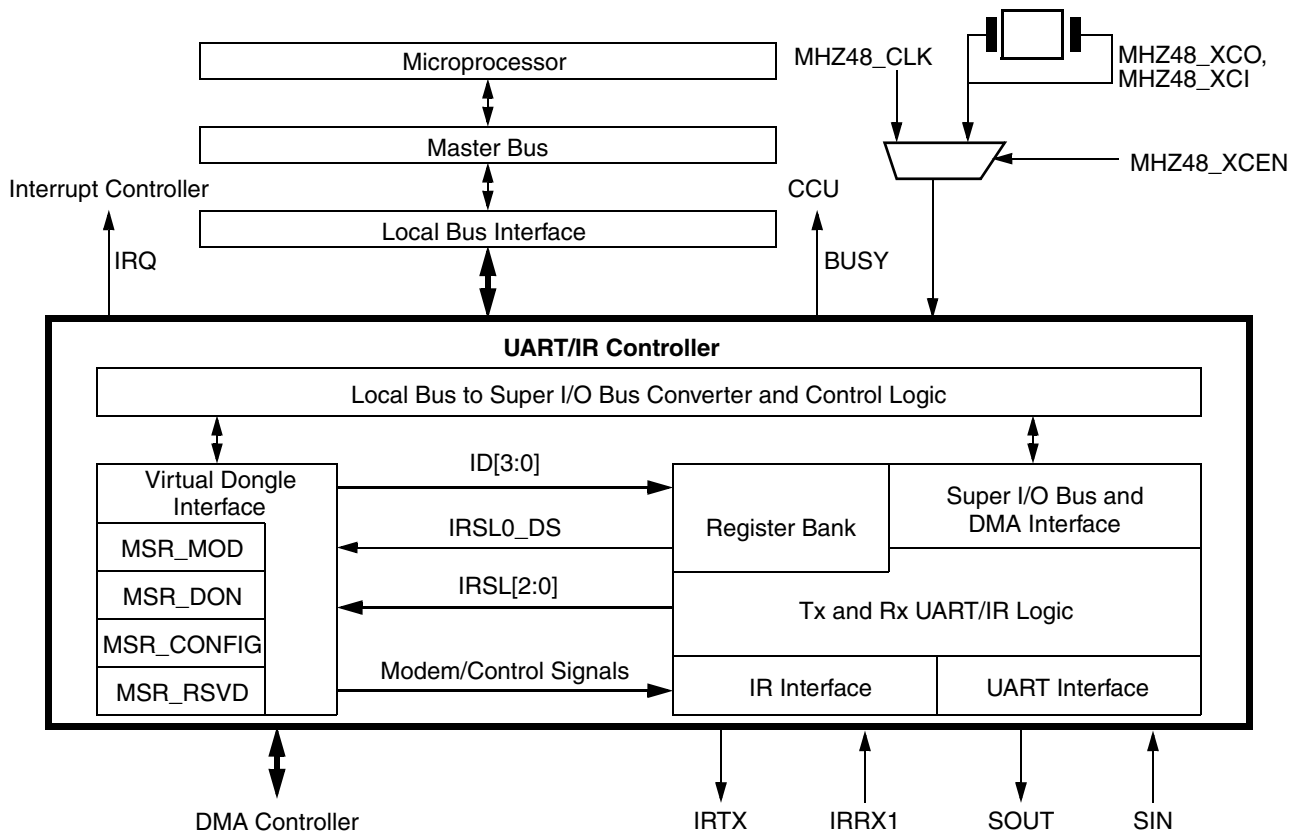 Microprocessor
MHZ48_CLK
MHZ48_XCO,
MHZ48_XCI
Master Bus
MHZ48_XCEN
Interrupt Controller
CCU
Local Bus Interface
IRQ
BUSY
UART/IR Controller
Local Bus to Super I/O Bus Converter and Control Logic
Virtual Dongle
Interface
MSR_MOD
MSR_DON
MSR_CONFIG
MSR_RSVD
ID[3:0]
IRSL0_DS
IRSL[2:0]
Modem/Control Signals
Register Bank
Super I/O Bus and
DMA Interface
Tx and Rx UART/IR Logic
IR Interface
UART Interface
DMA Controller
IRTX
IRRX1
SOUT
SIN